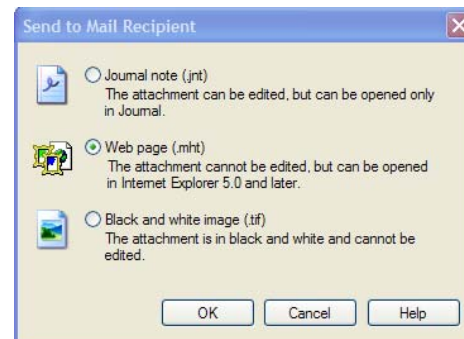 Send to Mail Recipient
Journal note (.jnt)
The attachment can be edited, but can be opened only
in Journal.
Web page (.mht)
The attachment cannot be edited, but can be opened
in Internet Explorer 5.0 and later.
Black and white image (.tif)
The attachment is in black and white and cannot be
edited.
OK Cancel Help